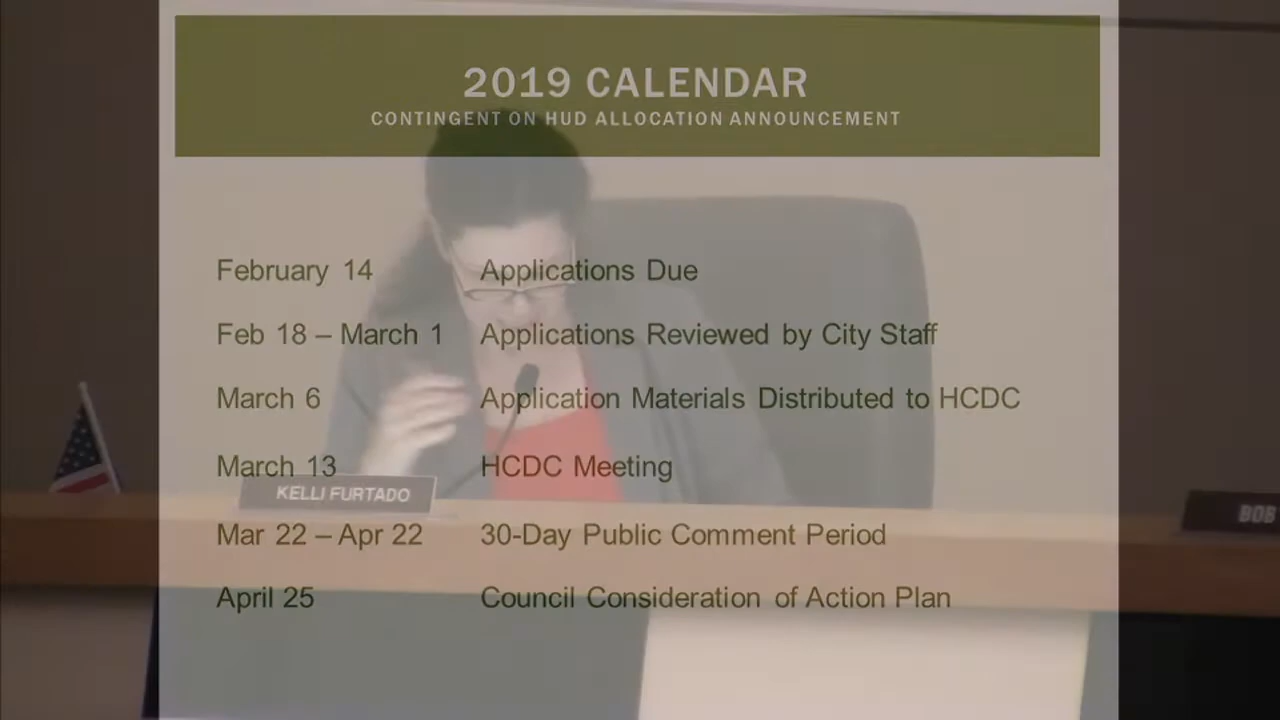 2019 CALENDAR
CONTINGENT ON HUD ALLOCATION ANNOUNCEMENT
February 14 Applications Due
Feb 18 – March 1 Applications Reviewed by City Staff
March 6 Application Materials Distributed to HCDC
March 13 HCDC Meeting
KELLI FURTADO
BOB
Mar 22 – Apr 22 30-Day Public Comment Period
April 25 Council Consideration of Action Plan